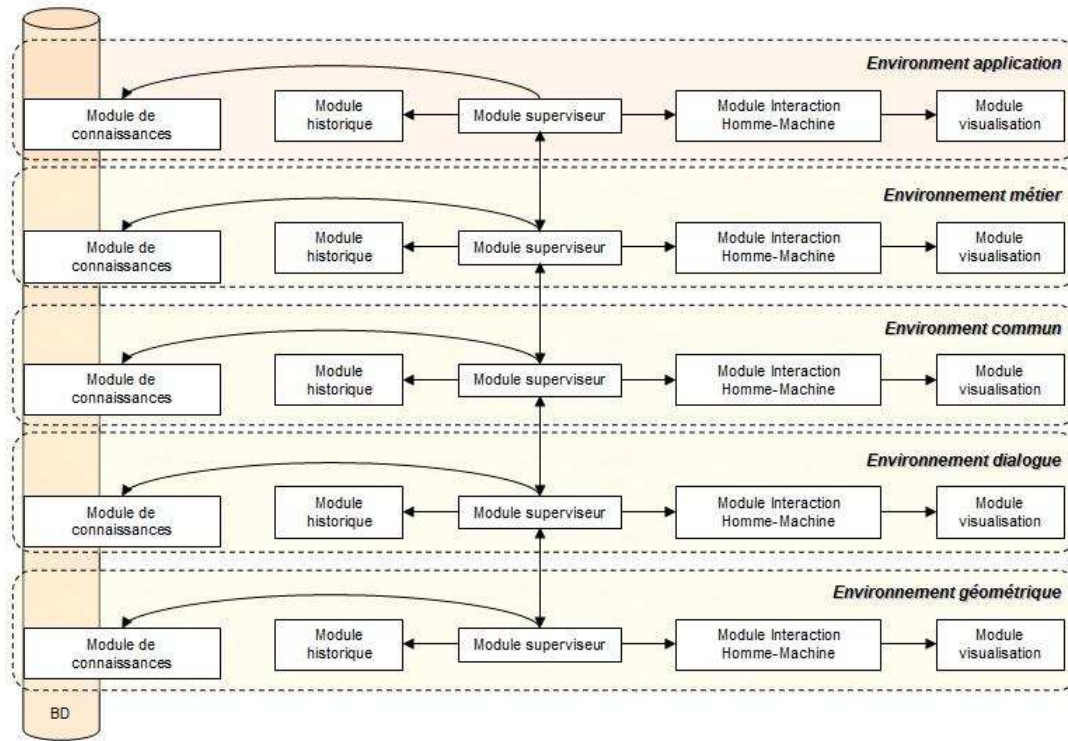 Environment application
Module de
connaissances
Module
historique
Module superviseur
Module Interaction
Homme-Machine
Module
visualisation
Environnement métier
Module de
connaissances
Module
historique
Module superviseur
Module Interaction
Homme-Machine
Module
visualisation
Environment commun
Module de
connaissances
Module
historique
Module superviseur
Module Interaction
Homme-Machine
Module
visualisation
Environnement dialogue
Module de
connaissances
Module
historique
Module superviseur
Module Interaction
Homme-Machine
Module
visualisation
Environnement géométrique
Module de
connaissances
Module
historique
Module superviseur
Module Interaction
Homme-Machine
Module
visualisation
BD